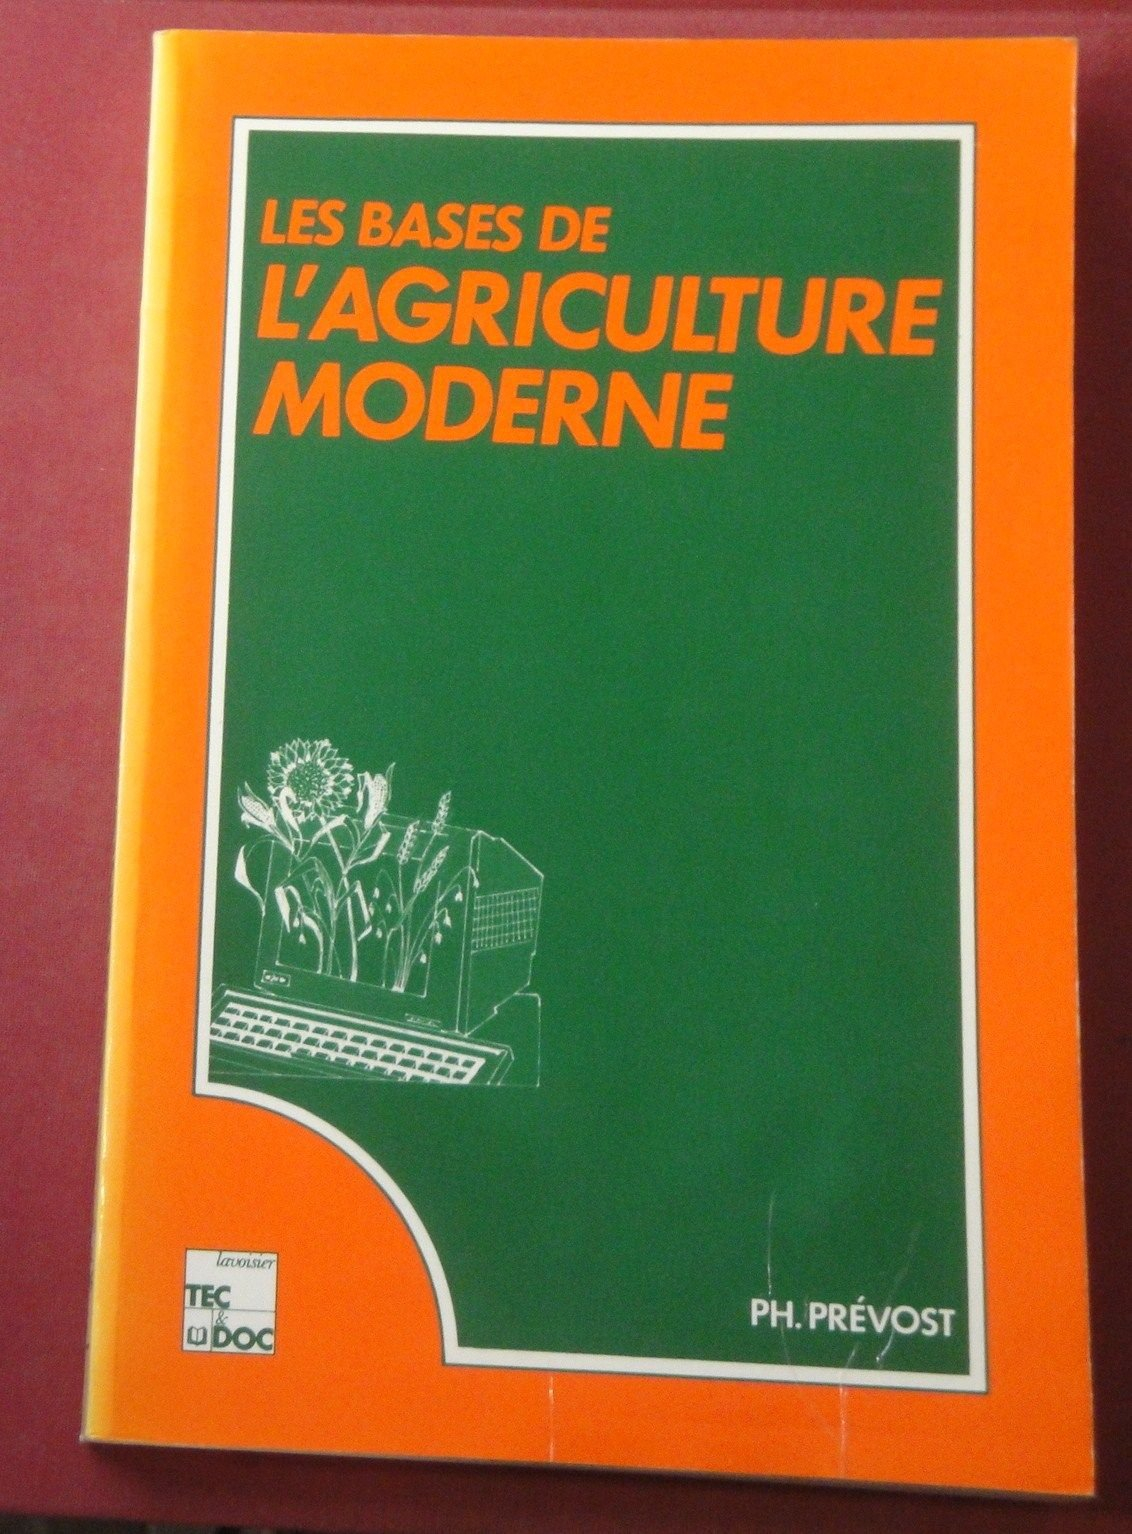 LES BASES DE
L'AGRICULTURE
MODERNE
lavoisier
TEC
&
DOC
PH. PRÉVOST